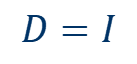 D = I